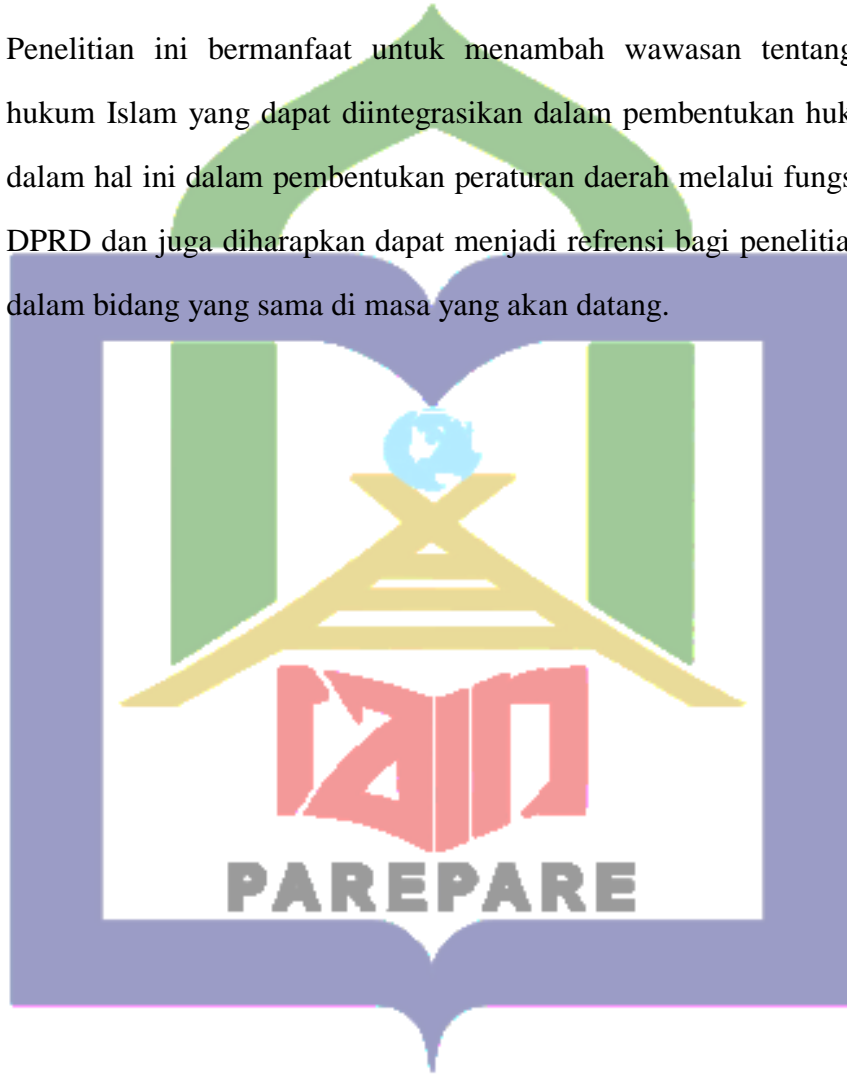 Penelitian ini bermanfaat untuk menambah wawasan tentang
hukum Islam yang dapat diintegrasikan dalam pembentukan huk
dalam hal ini dalam pembentukan peraturan daerah melalui fungs
DPRD dan juga diharapkan dapat menjadi refrensi bagi penelitia
dalam bidang yang sama di masa yang akan datang.
iain
PAREPARE